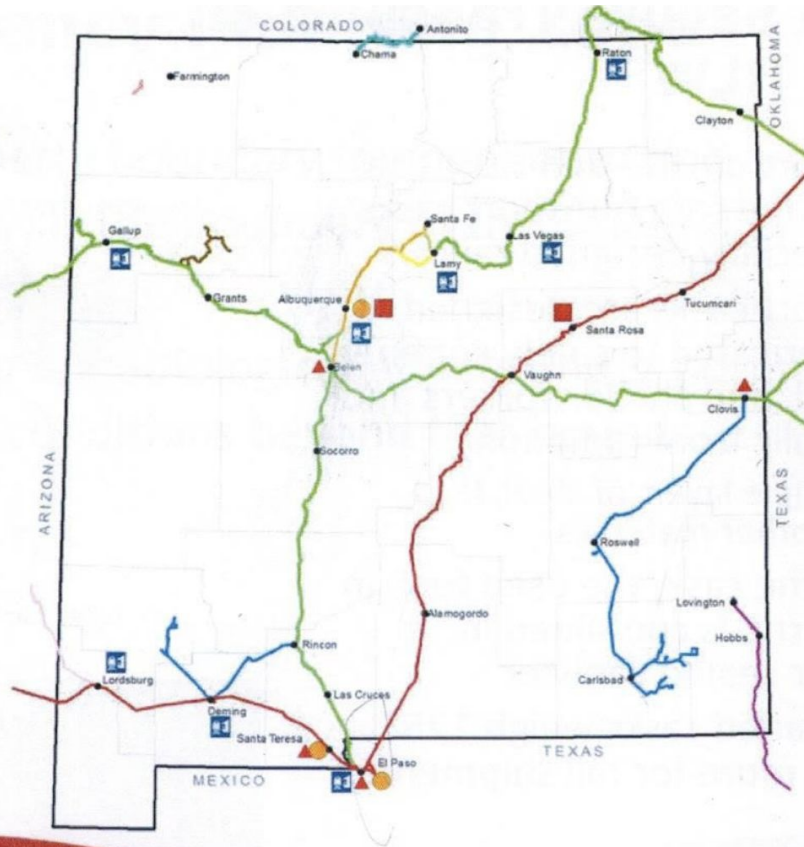 COLORADO
Antonito
Chama
Raton
OKLAHOMA
Farmington
Clayton
Santa Fe
Gallup
Las Vegas
Lamy
Grants
Albuquerque
Tucumcari
Santa Rosa
Belen
Vaughn
Clovis
Socorro
ARIZONA
TEXAS
Roswell
Lovington
Alamogordo
Hobbs
Rincon
Carlsbad
Lordsburg
Las Cruces
Deming
Santa Teresa
TEXAS
El Paso
MEXICO